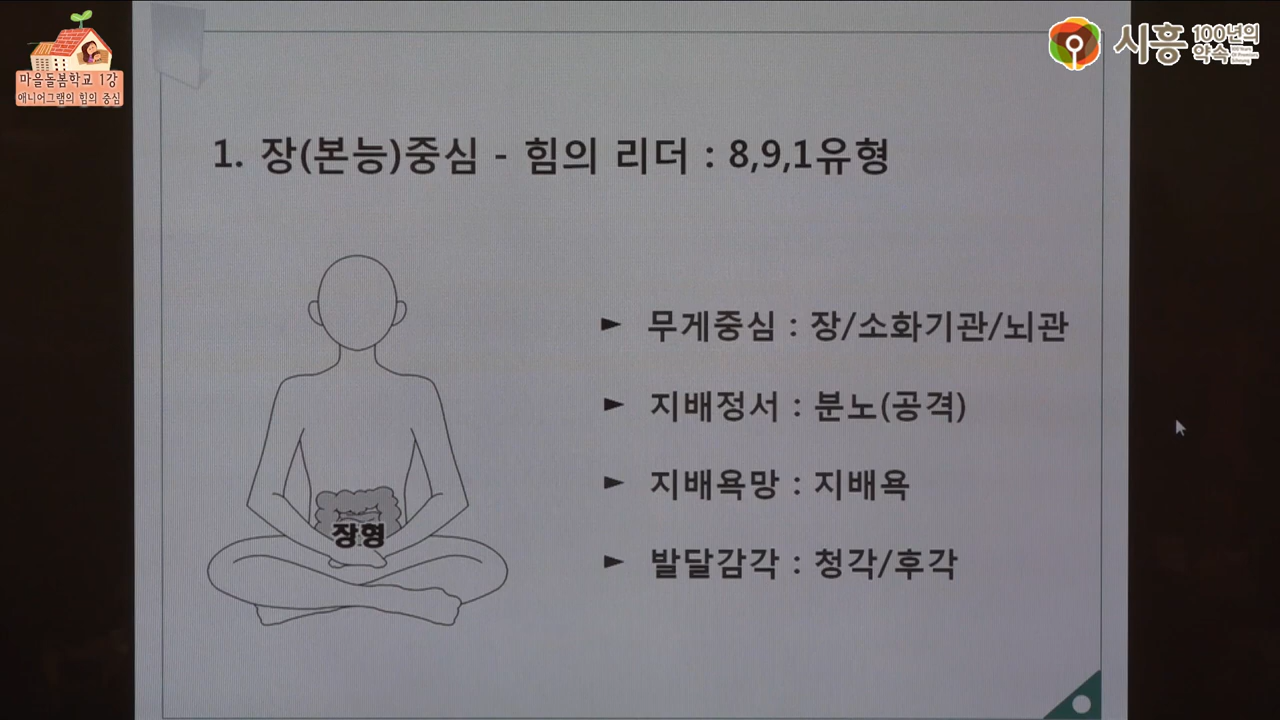 마을돌봄학교 1강
애니어그램의 힘의 중심
시흥 100년의 약속
1. 장(본능)중심 - 힘의 리더 : 8,9,1유형
► 무게중심 : 장/소화기관/뇌관
► 지배정서 : 분노(공격)
► 지배욕망 : 지배욕
► 발달감각 : 청각/후각
장형